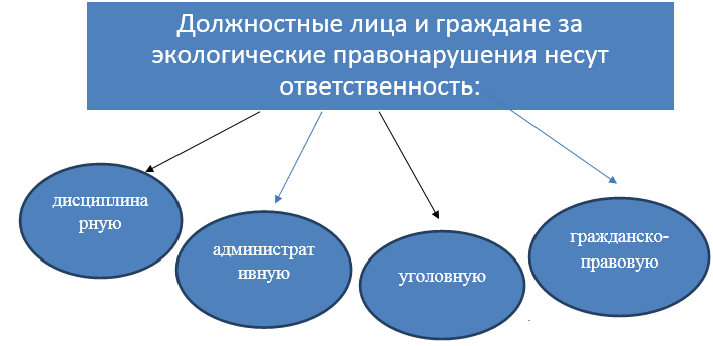 Должностные лица и граждане за
экологические правонарушения несут
ответственность:
дисциплина
рную
администрат
ивную
уголовную
гражданско-
правовую